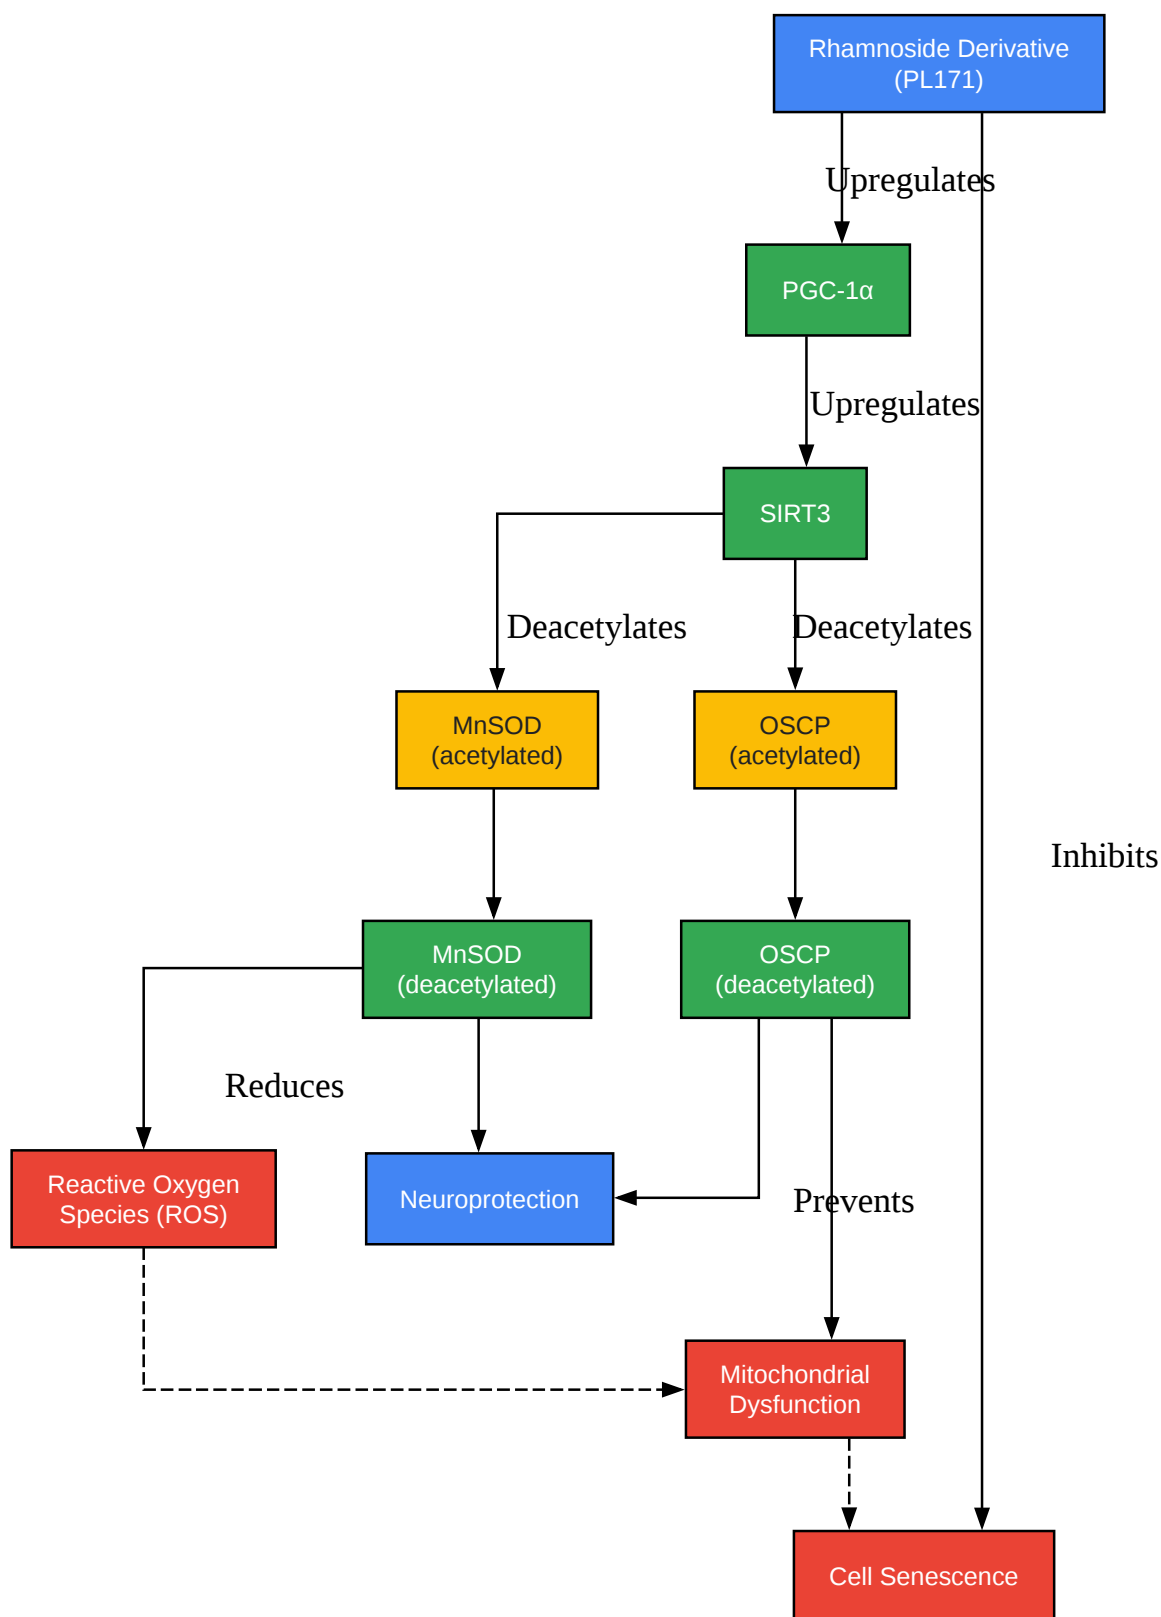 Rhamnoside Derivative
(PL171)
Upregulates
PGC-1α
Upregulates
SIRT3
Deacetylates
Deacetylates
MnSOD
(acetylated)
OSCP
(acetylated)
Inhibits
MnSOD
(deacetylated)
OSCP
(deacetylated)
Reduces
Reactive Oxygen
Species (ROS)
Neuroprotection
Prevents
Mitochondrial
Dysfunction
Cell Senescence